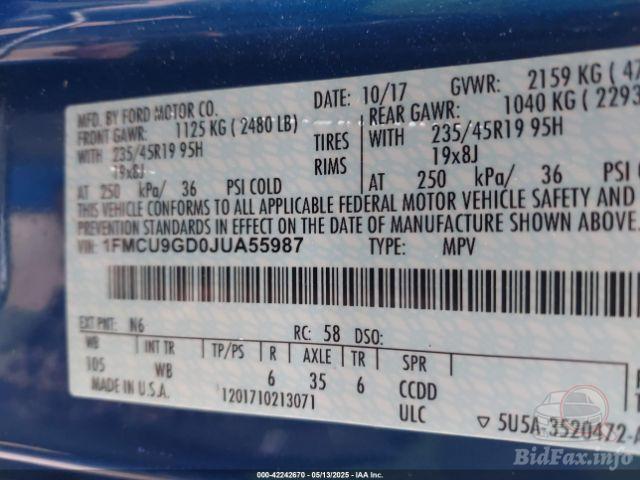 MFD. BY FORD MOTOR CO.
DATE: 10/17
GVWR: 2159 KG ( 47
FRONT GAWR: 1125 KG ( 2480 LB)
REAR GAWR: 1040 KG ( 2293
WITH 235/45R19 95H TIRES WITH 235/45R19 95H
19x8J RIMS 19x8J
AT 250 kPa/ 36 PSI COLD AT 250 kPa/ 36
THIS VEHICLE CONFORMS TO ALL APPLICABLE FEDERAL MOTOR VEHICLE SAFETY AND
PREVENTION STANDARDS IN EFFECT ON THE DATE OF MANUFACTURE SHOWN ABOVE.
VIN: 1FMCU9GD0JUA55987 TYPE: MPV
EXT PNT: N6 RC: 58 DSO:
WB INT TR TP/PS R AXLE TR SPR
105 WB 6 35 6 CCDD
MADE IN U.S.A. 1201710213071 ULC
▽ 5U5A-3520472-A
BidFax.info
000-42242670 - 05/13/2025 - IAA Inc.